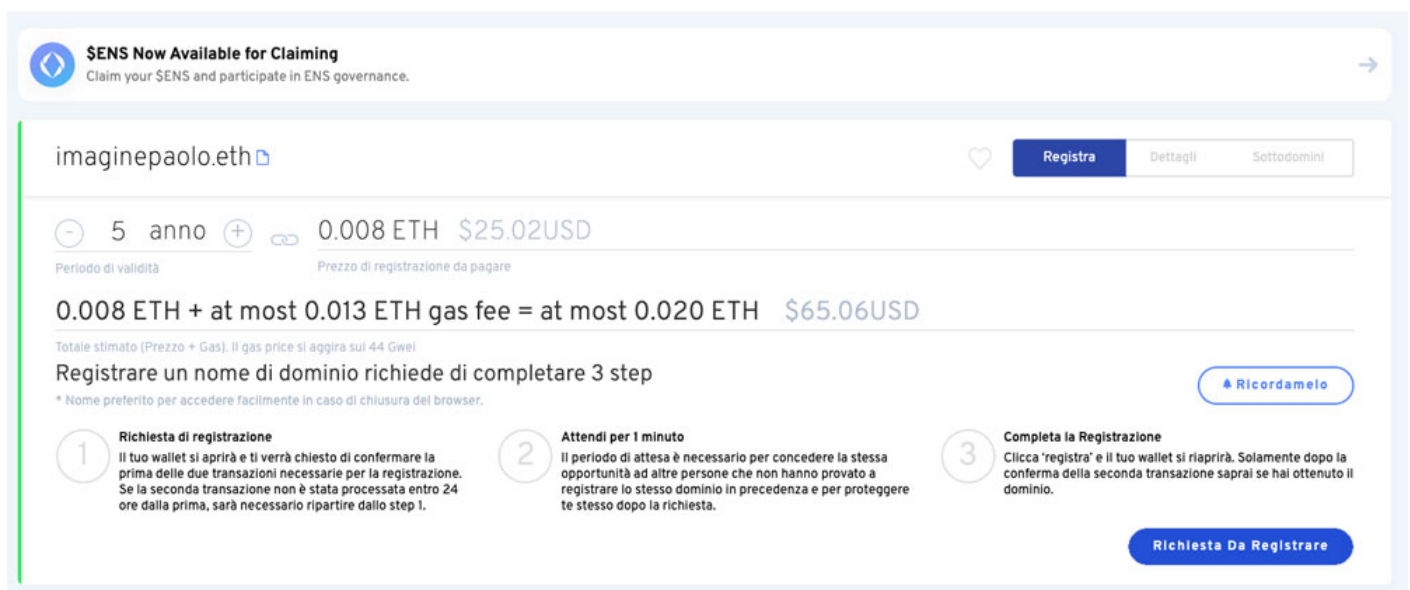 $ENS Now Available for Claiming
Claim your $ENS and participate in ENS governance.
imaginepaolo.eth
Registra
Dettagli
Sottodomini
- 5 anno +
0.008 ETH $25.02USD
Periodo di validità
Prezzo di registrazione da pagare
0.008 ETH + at most 0.013 ETH gas fee = at most 0.020 ETH $65.06USD
Totale stimato (Prezzo + Gas). Il gas price si aggira sui 44 Gwei
Registrare un nome di dominio richiede di completare 3 step
* Nome preferito per accedere facilmente in caso di chiusura del browser.
Ricordamelo
1
Richiesta di registrazione
Il tuo wallet si aprirà e ti verrà chiesto di confermare la
prima delle due transazioni necessarie per la registrazione.
Se la seconda transazione non è stata processata entro 24
ore dalla prima, sarà necessario ripartire dallo step 1.
2
Attendi per 1 minuto
Il periodo di attesa è necessario per concedere la stessa
opportunità ad altre persone che non hanno provato a
registrare lo stesso dominio in precedenza e per proteggere
te stesso dopo la richiesta.
3
Completa la Registrazione
Clicca ‘registra’ e il tuo wallet si riaprirà. Solamente dopo la
conferma della seconda transazione saprai se hai ottenuto il
dominio.
Richiesta Da Registrare